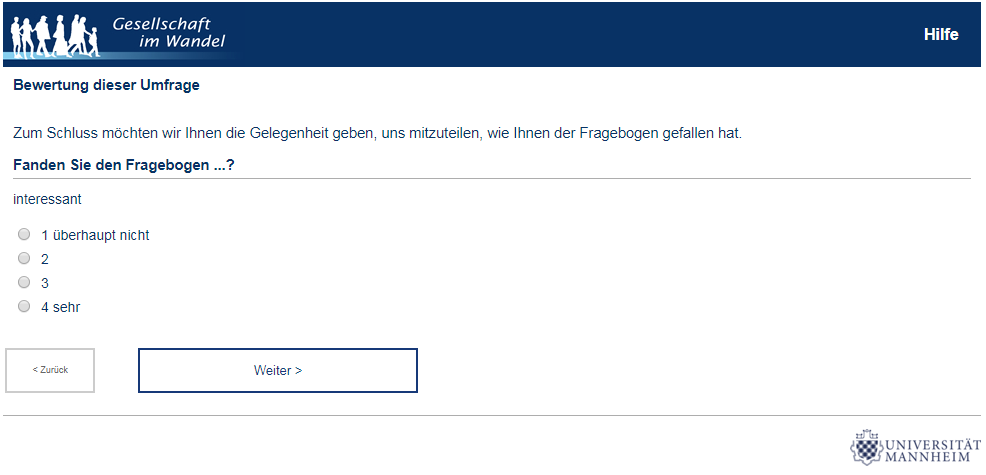 Gesellschaft
im Wandel
Hilfe
Bewertung dieser Umfrage
Zum Schluss möchten wir Ihnen die Gelegenheit geben, uns mitzuteilen, wie Ihnen der Fragebogen gefallen hat.
Fanden Sie den Fragebogen ...?
interessant
1 überhaupt nicht
2
3
4 sehr
< Zurück
Weiter >
UNIVERSITÄT
MANNHEIM